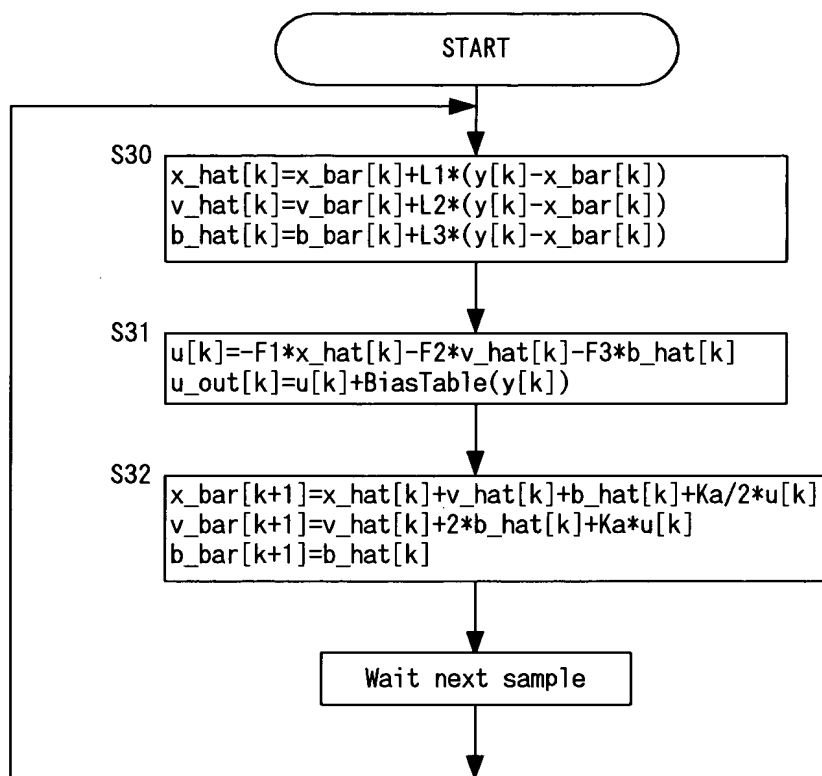 START
S30
x_hat[k]=x_bar[k]+L1*(y[k]-x_bar[k])
v_hat[k]=v_bar[k]+L2*(y[k]-x_bar[k])
b_hat[k]=b_bar[k]+L3*(y[k]-x_bar[k])
S31
u[k]=-F1*x_hat[k]-F2*v_hat[k]-F3*b_hat[k]
u_out[k]=u[k]+BiasTable(y[k])
S32
x_bar[k+1]=x_hat[k]+v_hat[k]+b_hat[k]+Ka/2*u[k]
v_bar[k+1]=v_hat[k]+2*b_hat[k]+Ka*u[k]
b_bar[k+1]=b_hat[k]
Wait next sample